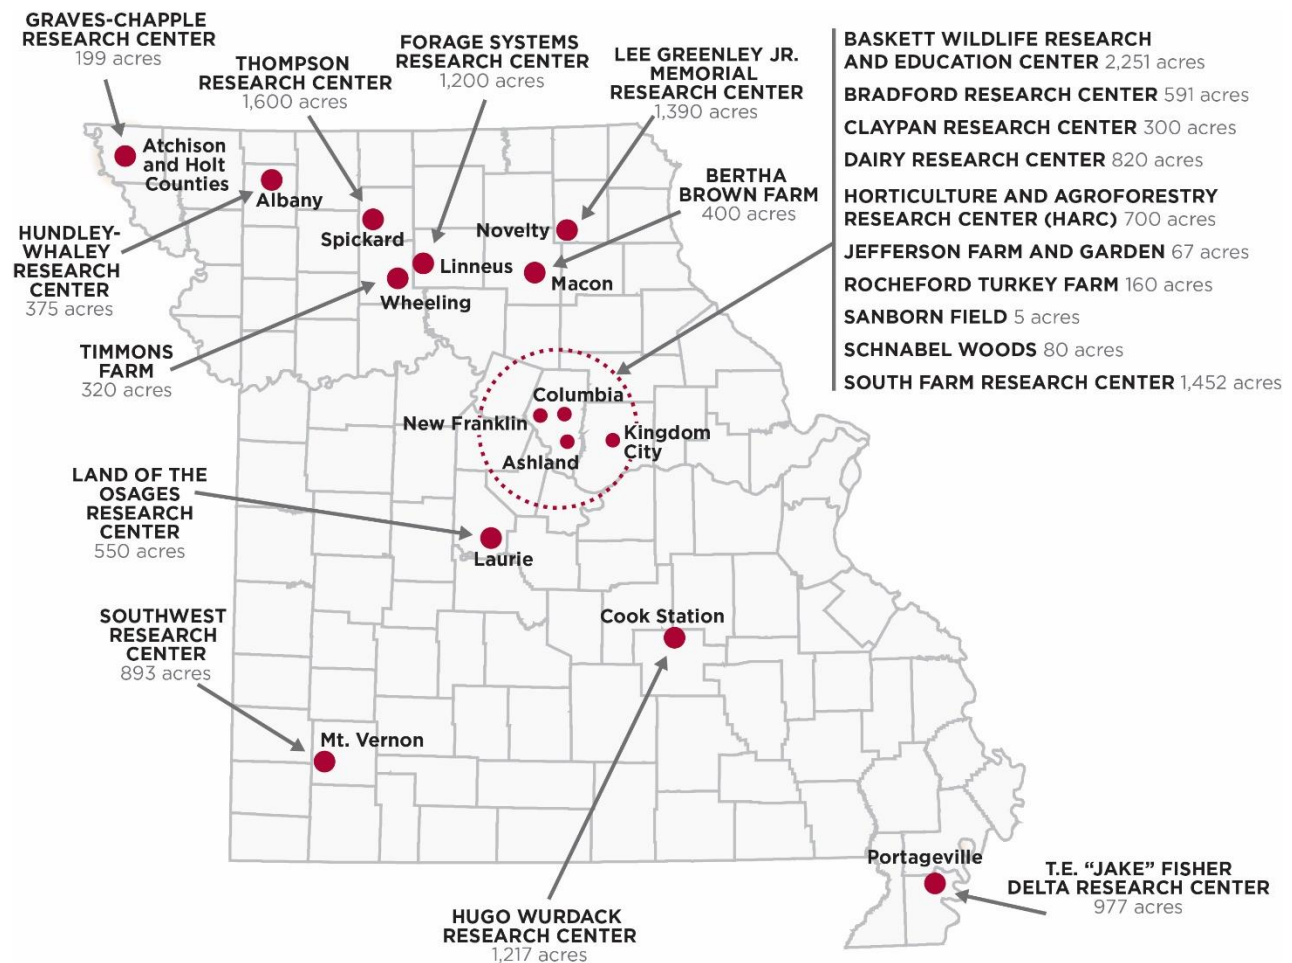 GRAVES-CHAPPLE
RESEARCH CENTER
199 acres
THOMPSON
RESEARCH CENTER
1,600 acres
FORAGE SYSTEMS
RESEARCH CENTER
1,200 acres
LEE GREENLEY JR.
MEMORIAL
RESEARCH CENTER
1,390 acres
BERTHA
BROWN FARM
400 acres
HUNDLEY-
WHALEY
RESEARCH
CENTER
375 acres
TIMMONS
FARM
320 acres
LAND OF THE
OSAGES
RESEARCH
CENTER
550 acres
SOUTHWEST
RESEARCH
CENTER
893 acres
HUGO WURDACK
RESEARCH CENTER
1,217 acres
T.E. “JAKE” FISHER
DELTA RESEARCH CENTER
977 acres
Atchison
and Holt
Counties
Albany
Spickard
Linneus
Wheeling
Novelty
Macon
Columbia
New Franklin
Kingdom
City
Ashland
Laurie
Cook Station
Mt. Vernon
Portageville
BASKETT WILDLIFE RESEARCH
AND EDUCATION CENTER 2,251 acres
BRADFORD RESEARCH CENTER 591 acres
CLAYPAN RESEARCH CENTER 300 acres
DAIRY RESEARCH CENTER 820 acres
HORTICULTURE AND AGROFORESTRY
RESEARCH CENTER (HARC) 700 acres
JEFFERSON FARM AND GARDEN 67 acres
ROCHEFORD TURKEY FARM 160 acres
SANBORN FIELD 5 acres
SCHNABEL WOODS 80 acres
SOUTH FARM RESEARCH CENTER 1,452 acres